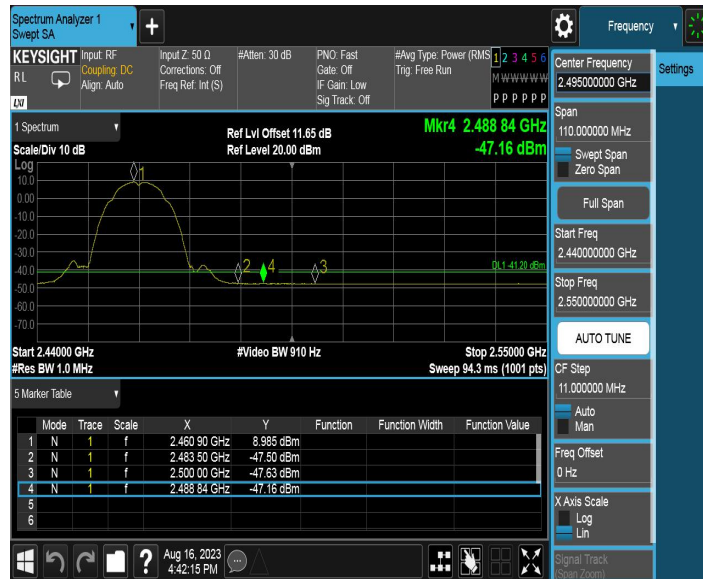 Spectrum Analyzer 1
Swept SA
+
Frequency
KEYSIGHT
RL
LXI
Input: RF
Coupling: DC
Align: Auto
Input Z: 50 Ω
Corrections: Off
Freq Ref: Int (S)
#Atten: 30 dB
PNO: Fast
Gate: Off
IF Gain: Low
Sig Track: Off
#Avg Type: Power (RMS
Trig: Free Run
1 2 3 4 5 6
M W W W W W
P P P P P P
1 Spectrum
Scale/Div 10 dB
Ref Lvl Offset 11.65 dB
Ref Level 20.00 dBm
Mkr4 2.488 84 GHz
-47.16 dBm
Log
10.0
0.00
-10.0
-20.0
-30.0
-40.0
-50.0
-60.0
-70.0
1
2
4
3
DL1 -41.20 dBm
Start 2.44000 GHz
#Video BW 910 Hz
Stop 2.55000 GHz
#Res BW 1.0 MHz
Sweep 94.3 ms (1001 pts)
5 Marker Table
Mode Trace Scale X Y Function Function Width Function Value
1 N 1 f 2.460 90 GHz 8.985 dBm
2 N 1 f 2.483 50 GHz -47.50 dBm
3 N 1 f 2.500 00 GHz -47.63 dBm
4 N 1 f 2.488 84 GHz -47.16 dBm
5
6
?
Aug 16, 2023
4:42:15 PM
Center Frequency
2.495000000 GHz
Settings
Span
110.000000 MHz
Swept Span
Zero Span
Full Span
Start Freq
2.440000000 GHz
Stop Freq
2.550000000 GHz
AUTO TUNE
CF Step
11.000000 MHz
Auto
Man
Freq Offset
0 Hz
X Axis Scale
Log
Lin
Signal Track
(Span Zoom)